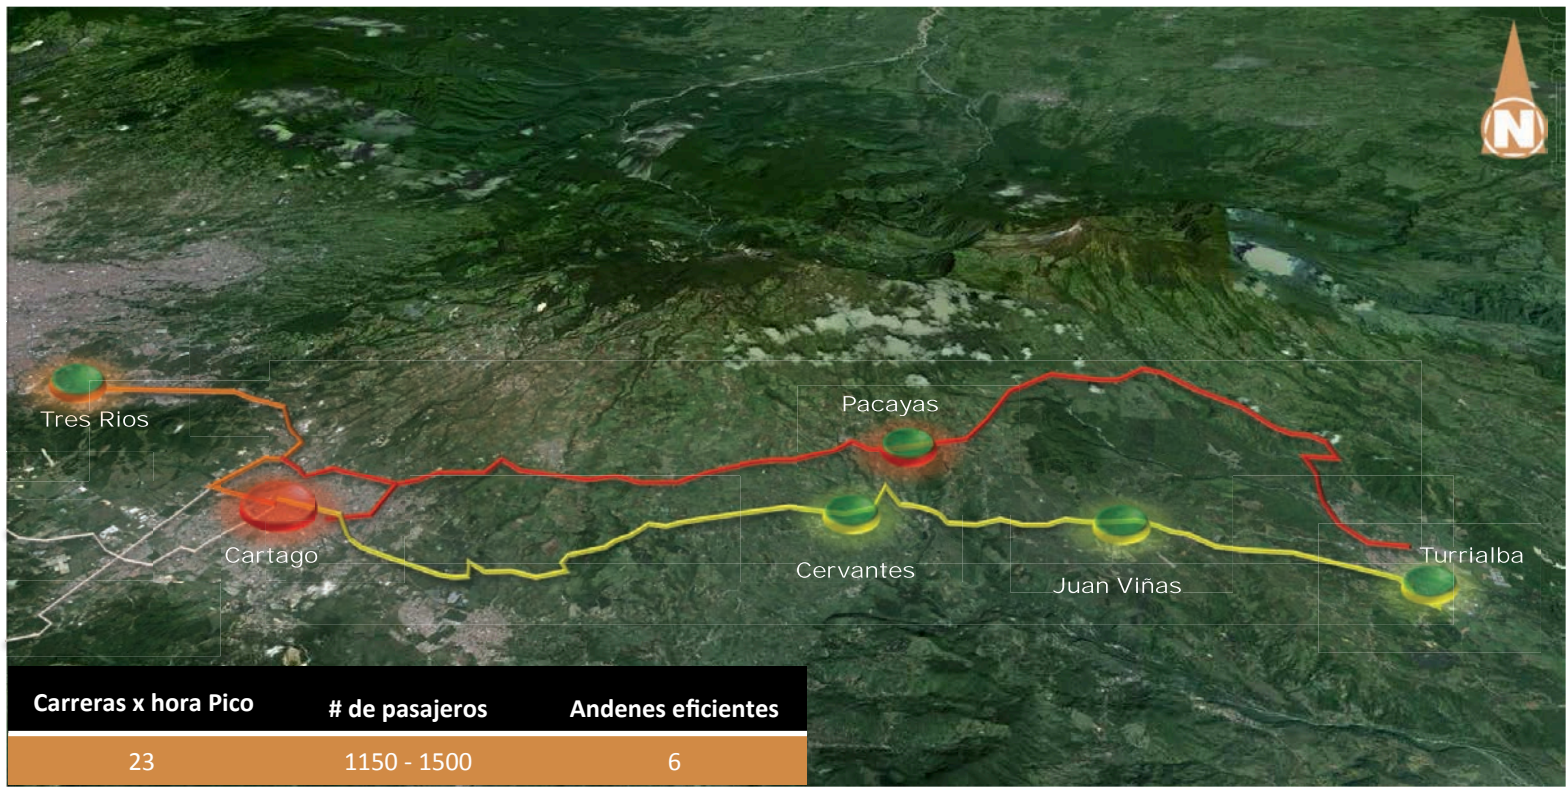 N
Tres Rios
Pacayas
Cartago
Cervantes
Juan Viñas
Turrialba
Carreras x hora Pico # de pasajeros Andenes eficientes
23 1150 - 1500 6